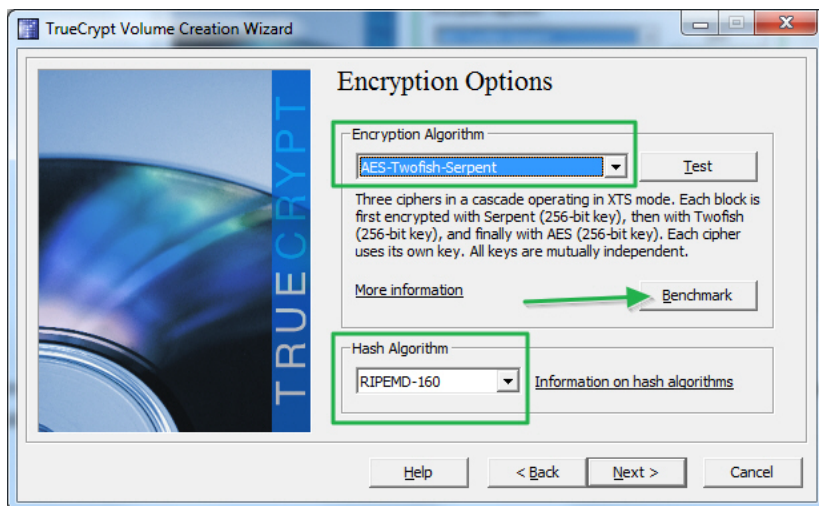 TrueCrypt Volume Creation Wizard
TRUECRYPT
Encryption Options
Encryption Algorithm
AES-Twofish-Serpent
Test
Three ciphers in a cascade operating in XTS mode. Each block is
first encrypted with Serpent (256-bit key), then with Twofish
(256-bit key), and finally with AES (256-bit key). Each cipher
uses its own key. All keys are mutually independent.
More information
Benchmark
Hash Algorithm
RIPEMD-160
Information on hash algorithms
Help
< Back
Next >
Cancel